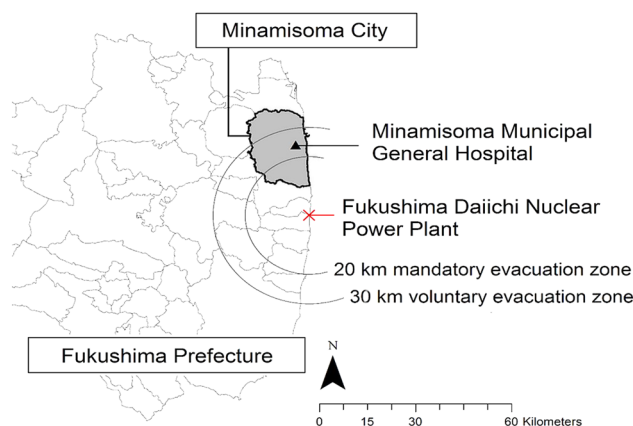 Minamisoma City
Minamisoma Municipal
General Hospital
Fukushima Daiichi Nuclear
Power Plant
20 km mandatory evacuation zone
30 km voluntary evacuation zone
Fukushima Prefecture
N
0 15 30 60 Kilometers